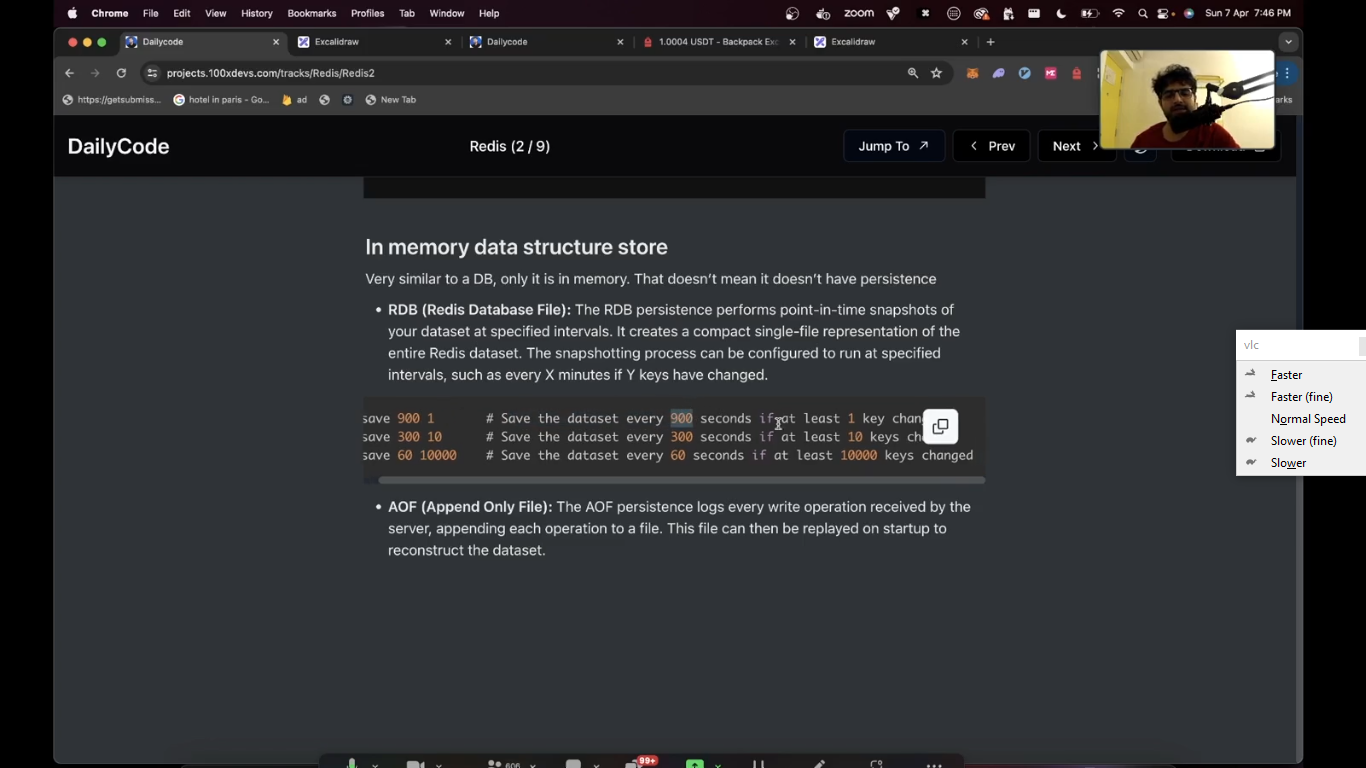 Chrome File Edit View History Bookmarks Profiles Tab Window Help
zoom
Sun 7 Apr 7:46 PM
Dailycode
Excalidraw
Dailycode
1.0004 USDT - Backpack Exc
Excalidraw
projects.100xdevs.com/tracks/Redis/Redis2
https://getsubmiss...
hotel in paris - Go...
ad
New Tab
arks
DailyCode
Redis (2 / 9)
Jump To
Prev
Next
In memory data structure store
Very similar to a DB, only it is in memory. That doesn't mean it doesn't have persistence
• RDB (Redis Database File): The RDB persistence performs point-in-time snapshots of
your dataset at specified intervals. It creates a compact single-file representation of the
entire Redis dataset. The snapshotting process can be configured to run at specified
intervals, such as every X minutes if Y keys have changed.
save 900 1 # Save the dataset every 900 seconds if at least 1 key chan
save 300 10 # Save the dataset every 300 seconds if at least 10 keys ch
save 60 10000 # Save the dataset every 60 seconds if at least 10000 keys changed
• AOF (Append Only File): The AOF persistence logs every write operation received by the
server, appending each operation to a file. This file can then be replayed on startup to
reconstruct the dataset.
vlc
Faster
Faster (fine)
Normal Speed
Slower (fine)
Slower
606
99+